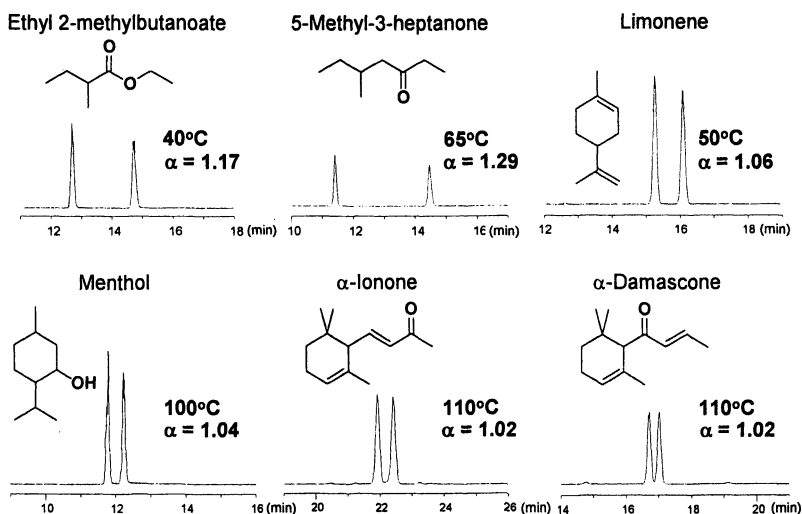 Ethyl 2-methylbutanoate
O
O
40°C
α = 1.17
12 14 16 18 (min)
5-Methyl-3-heptanone
O
65°C
α = 1.29
10 12 14 16 (min)
Limonene
50°C
α = 1.06
12 14 16 18 (min)
Menthol
OH
100°C
α = 1.04
10 12 14 16 (min)
α-Ionone
O
110°C
α = 1.02
20 22 24 26 (min)
α-Damascone
O
110°C
α = 1.02
14 16 18 20 (min)